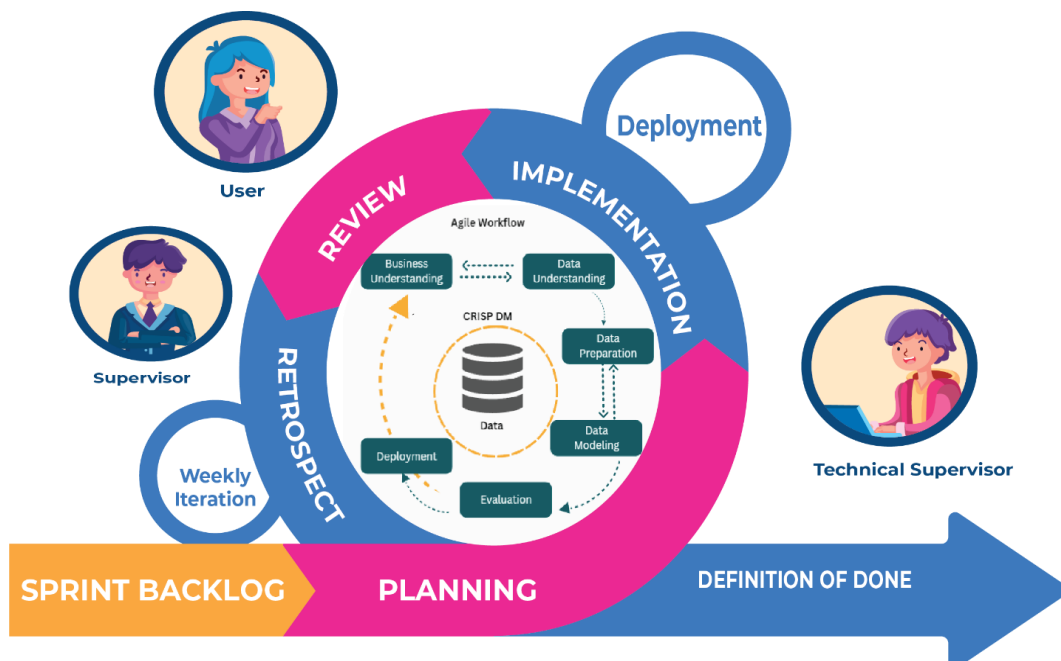 User
Deployment
REVIEW
IMPLEMENTATION
Agile Workflow
Business
Understanding
Data
Understanding
Supervisor
CRISP DM
Data
Preparation
Data
Data
Modeling
Deployment
Evaluation
RETROSPECT
Weekly
Iteration
Technical Supervisor
SPRINT BACKLOG
PLANNING
DEFINITION OF DONE